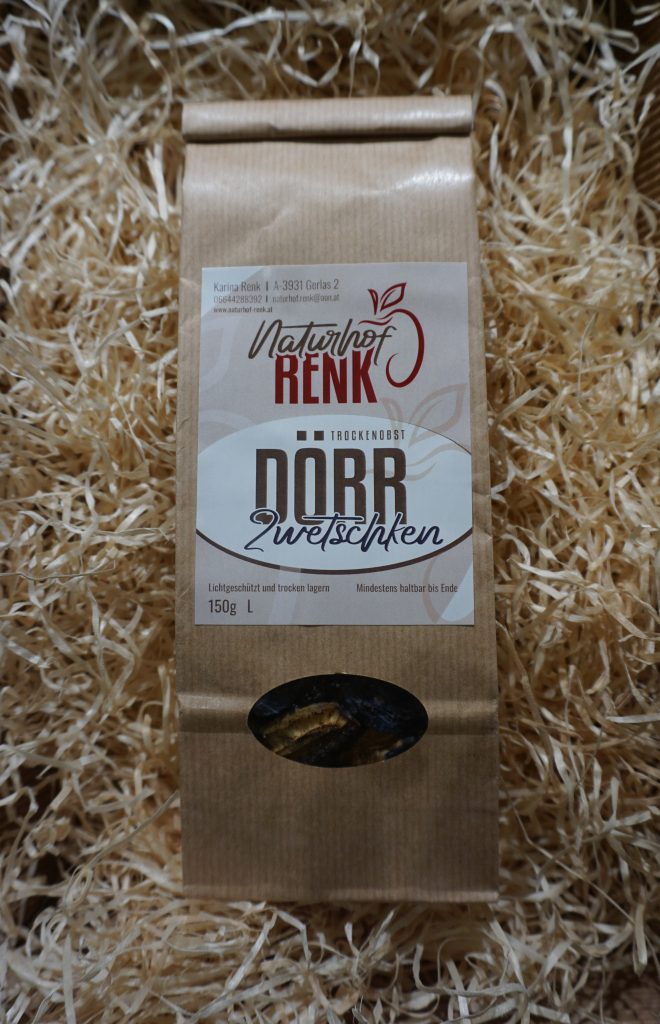 Karina Renk I A-3931 Gerlas 2
06644288392 I naturhof.renk@aon.at
www.naturhof-renk.at
Naturhof
RENK
TROCKENOBST
DÖRR
Zwetschken
Lichtgeschützt und trocken lagern Mindestens haltbar bis Ende
150g L